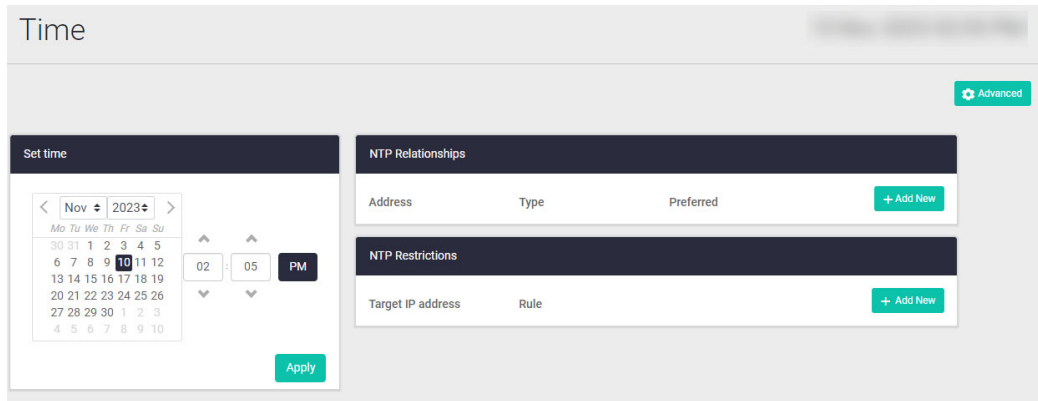 Time
Advanced
Set time
Nov 2023
Mo Tu We Th Fr Sa Su
30 31 1 2 3 4 5
6 7 8 9 10 11 12
13 14 15 16 17 18 19
20 21 22 23 24 25 26
27 28 29 30 1 2 3
4 5 6 7 8 9 10
02 : 05 PM
Apply
NTP Relationships
Address Type Preferred + Add New
NTP Restrictions
Target IP address Rule + Add New